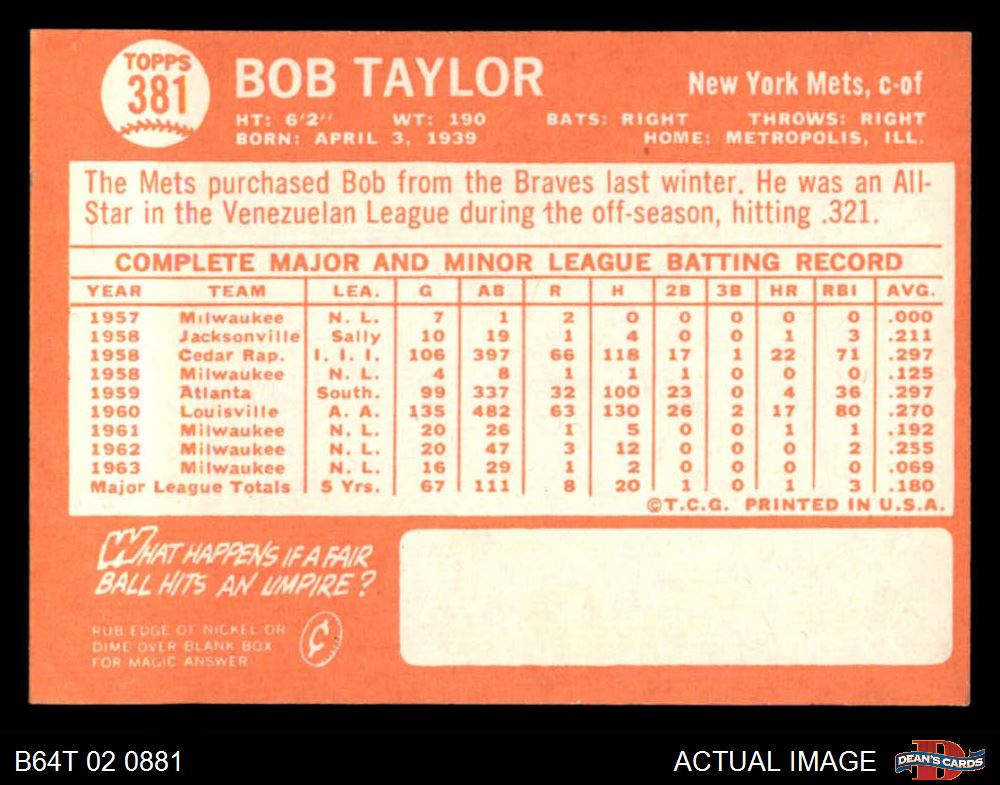 TOPPS
381
BOB TAYLOR
New York Mets, c-of
HT: 6'2" WT: 190 BATS: RIGHT THROWS: RIGHT
BORN: APRIL 3, 1939 HOME: METROPOLIS, ILL.
The Mets purchased Bob from the Braves last winter. He was an All-
Star in the Venezuelan League during the off-season, hitting .321.
COMPLETE MAJOR AND MINOR LEAGUE BATTING RECORD
YEAR TEAM LEA. G AB R H 2B 3B HR RBI AVG.
1957 Milwaukee N. L. 7 1 2 0 0 0 0 0 .000
1958 Jacksonville Sally 10 19 1 4 0 0 1 3 .211
1958 Cedar Rap. I. I. I. 106 397 66 118 17 1 22 71 .297
1958 Milwaukee N. L. 4 8 1 1 1 0 0 0 .125
1959 Atlanta South. 99 337 32 100 23 0 4 36 .297
1960 Louisville A. A. 135 482 63 130 26 2 17 80 .270
1961 Milwaukee N. L. 20 26 1 5 0 0 1 1 .192
1962 Milwaukee N. L. 20 47 3 12 0 0 0 2 .255
1963 Milwaukee N. L. 16 29 1 2 0 0 0 0 .069
Major League Totals 5 Yrs. 67 111 8 20 1 0 1 3 .180
©T.C.G. PRINTED IN U.S.A.
WHAT HAPPENS IF A FAIR
BALL HITS AN UMPIRE?
RUB EDGE OF NICKEL OR
DIME OVER BLANK BOX
FOR MAGIC ANSWER
B64T 02 0881
ACTUAL IMAGE
DEAN'S CARDS